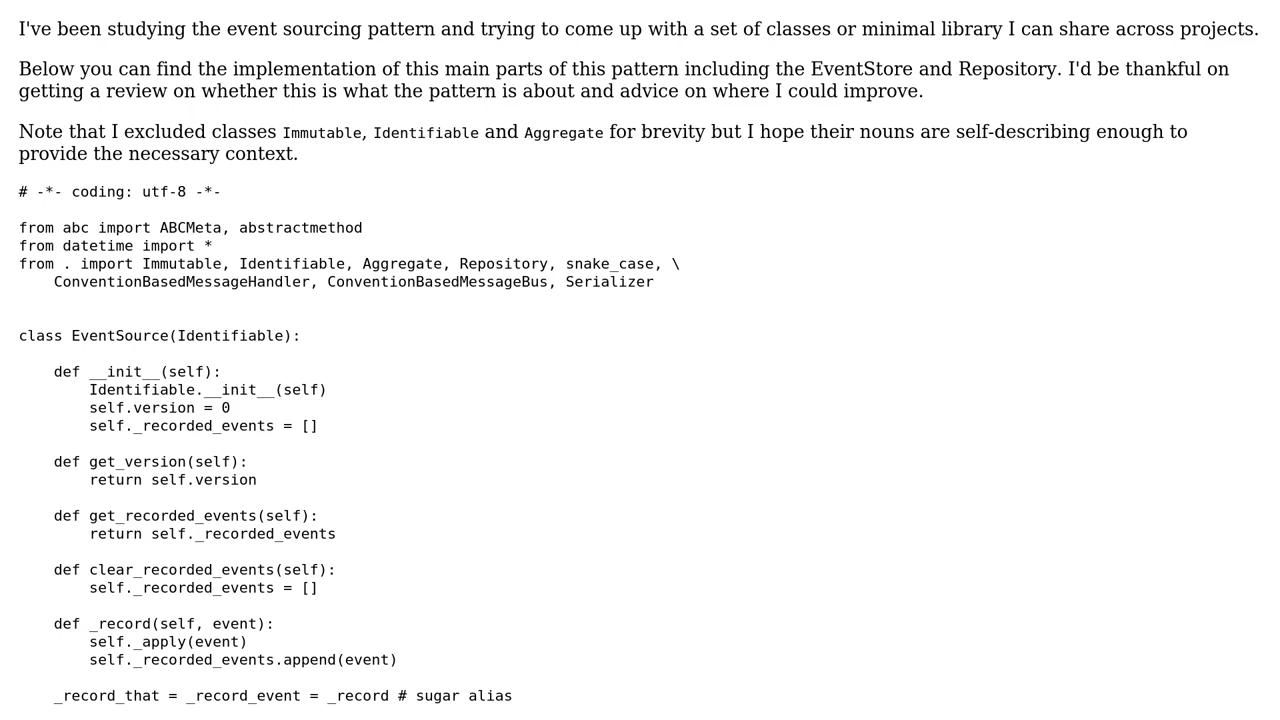 I've been studying the event sourcing pattern and trying to come up with a set of classes or minimal library I can share across projects.
Below you can find the implementation of this main parts of this pattern including the EventStore and Repository. I'd be thankful on
getting a review on whether this is what the pattern is about and advice on where I could improve.
Note that I excluded classes Immutable, Identifiable and Aggregate for brevity but I hope their nouns are self-describing enough to
provide the necessary context.
# -*- coding: utf-8 -*-
from abc import ABCMeta, abstractmethod
from datetime import *
from . import Immutable, Identifiable, Aggregate, Repository, snake_case, \
    ConventionBasedMessageHandler, ConventionBasedMessageBus, Serializer
class EventSource(Identifiable):
    def __init__(self):
        Identifiable.__init__(self)
        self.version = 0
        self._recorded_events = []
    def get_version(self):
        return self.version
    def get_recorded_events(self):
        return self._recorded_events
    def clear_recorded_events(self):
        self._recorded_events = []
    def _record(self, event):
        self._apply(event)
        self._recorded_events.append(event)
    _record_that = _record_event = _record # sugar alias